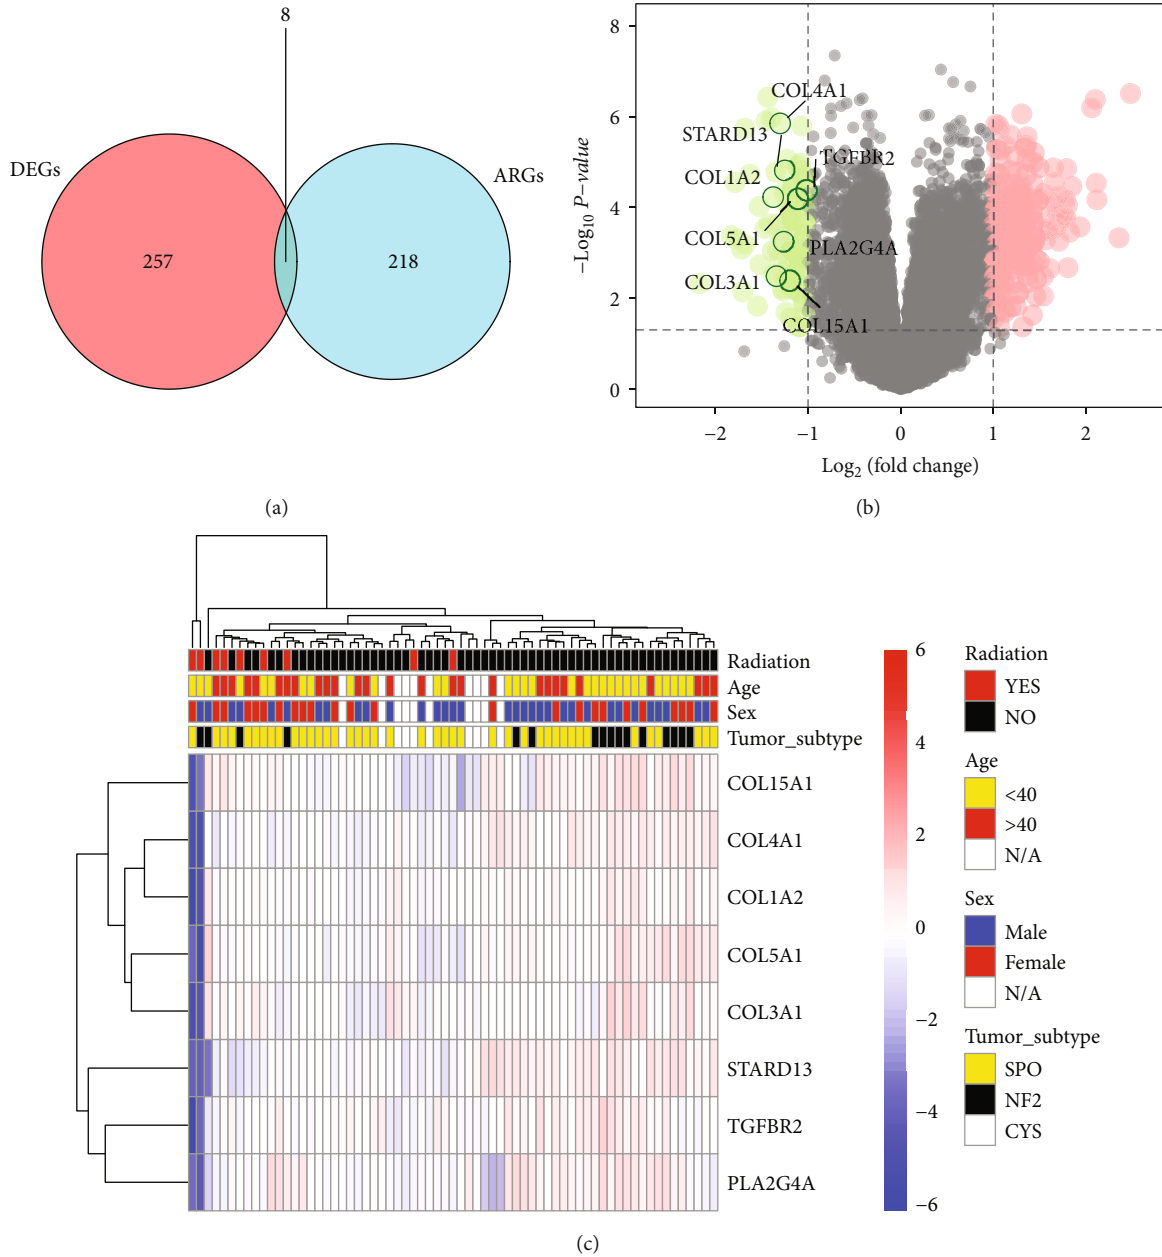 8
DEGs
ARGs
257
218
(a)
8
6
4
2
0
−Log10 P−value
COL4A1
STARD13
TGFBR2
COL1A2
COL5A1
PLA2G4A
COL3A1
COL15A1
−2
−1
0
1
2
Log2 (fold change)
(b)
Radiation
Age
Sex
Tumor_subtype
COL15A1
COL4A1
COL1A2
COL5A1
COL3A1
STARD13
TGFBR2
PLA2G4A
6
4
2
0
−2
−4
−6
Radiation
YES
NO
Age
<40
>40
N/A
Sex
Male
Female
N/A
Tumor_subtype
SPO
NF2
CYS
(c)